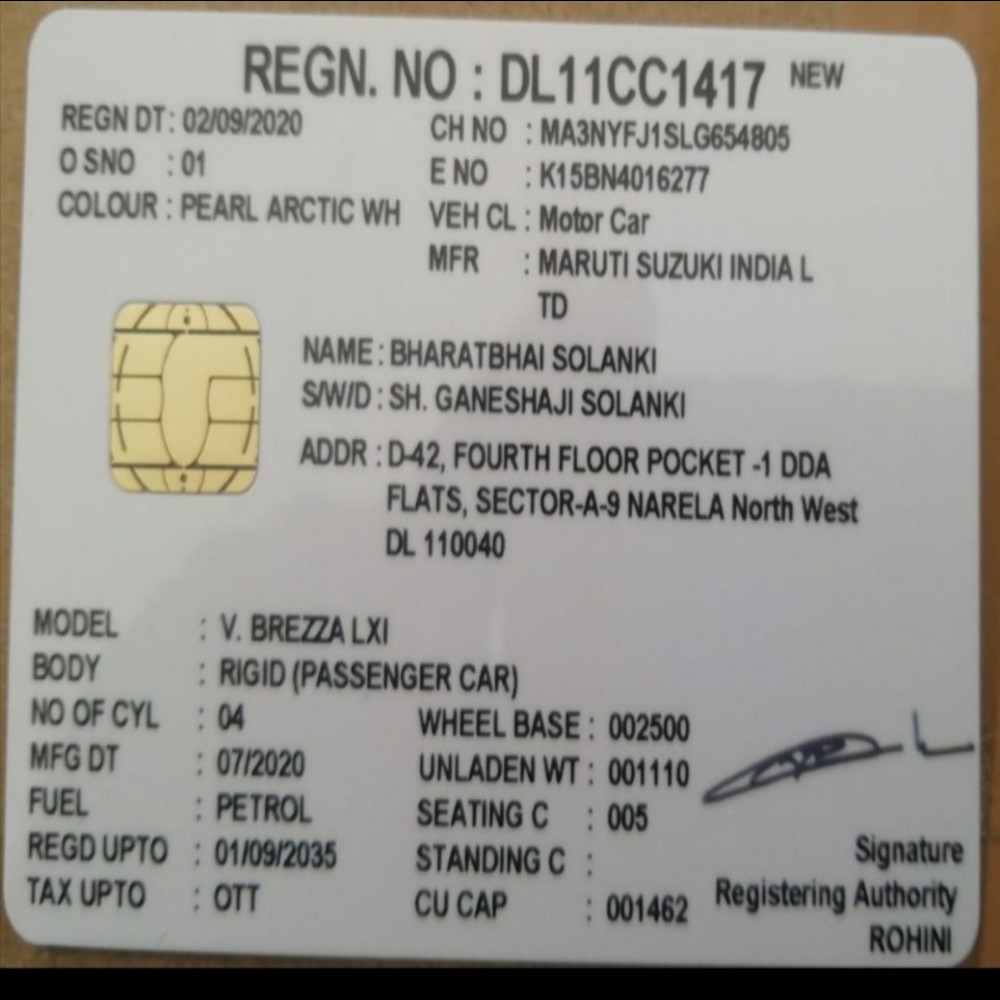 REGN. NO : DL11CC1417 NEW
REGN DT : 02/09/2020 CH NO : MA3NYFJ1SLG654805
O SNO : 01 E NO : K15BN4016277
COLOUR : PEARL ARCTIC WH VEH CL : Motor Car
MFR : MARUTI SUZUKI INDIA L
TD
NAME : BHARATBHAI SOLANKI
S/W/D : SH. GANESHAJI SOLANKI
ADDR : D-42, FOURTH FLOOR POCKET -1 DDA
FLATS, SECTOR-A-9 NARELA North West
DL 110040
MODEL : V. BREZZA LXI
BODY : RIGID (PASSENGER CAR)
NO OF CYL : 04 WHEEL BASE : 002500
MFG DT : 07/2020 UNLADEN WT : 001110
FUEL : PETROL SEATING C : 005
REGD UPTO : 01/09/2035 STANDING C :
TAX UPTO : OTT CU CAP : 001462
Signature
Registering Authority
ROHINI